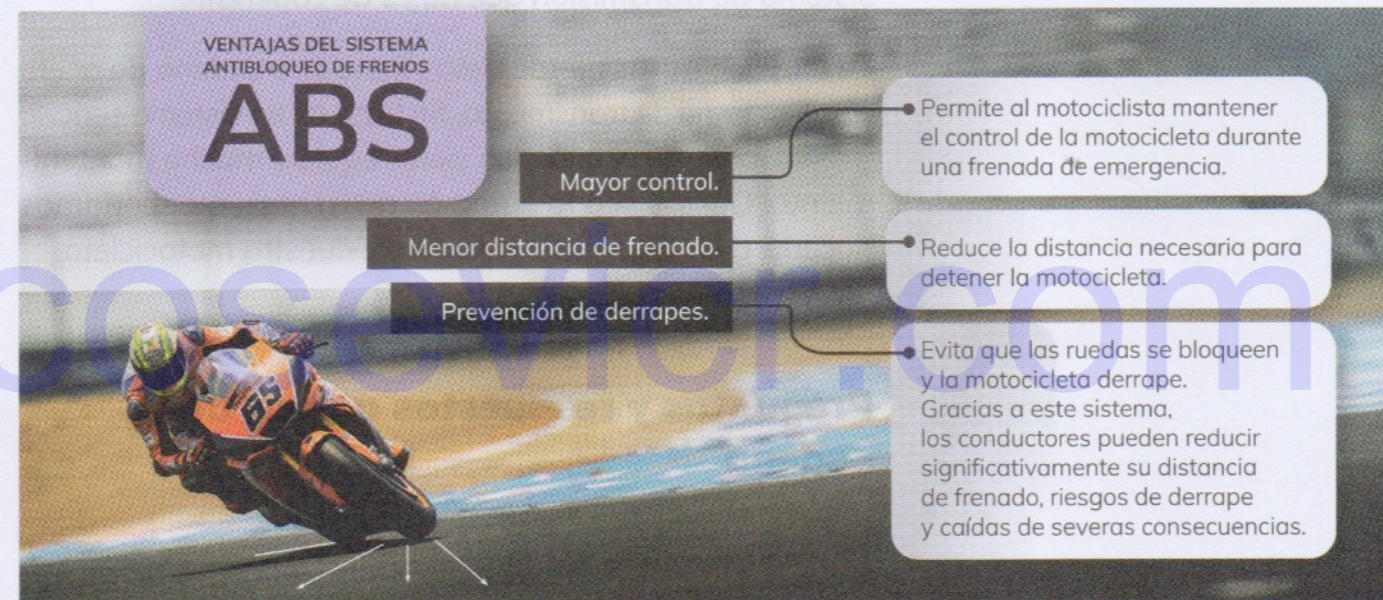 VENTAJAS DEL SISTEMA
ANTIBLOQUEO DE FRENOS
ABS
Mayor control.
Permite al motociclista mantener
el control de la motocicleta durante
una frenada de emergencia.
Menor distancia de frenado.
Reduce la distancia necesaria para
detener la motocicleta.
Prevención de derrapes.
Evita que las ruedas se bloqueen
y la motocicleta derrape.
Gracias a este sistema,
los conductores pueden reducir
significativamente su distancia
de frenado, riesgos de derrape
y caídas de severas consecuencias.
65
cosevicr.com